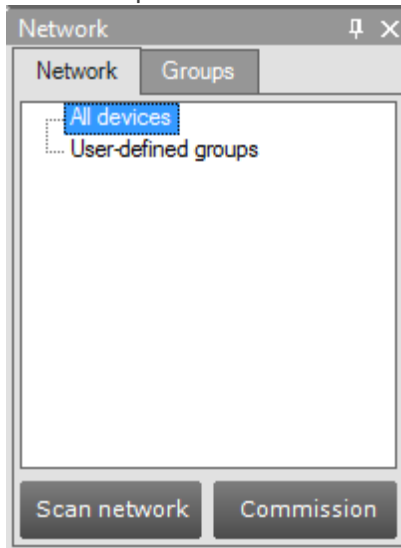 Network
Network Groups
All devices
User-defined groups
Scan network Commission